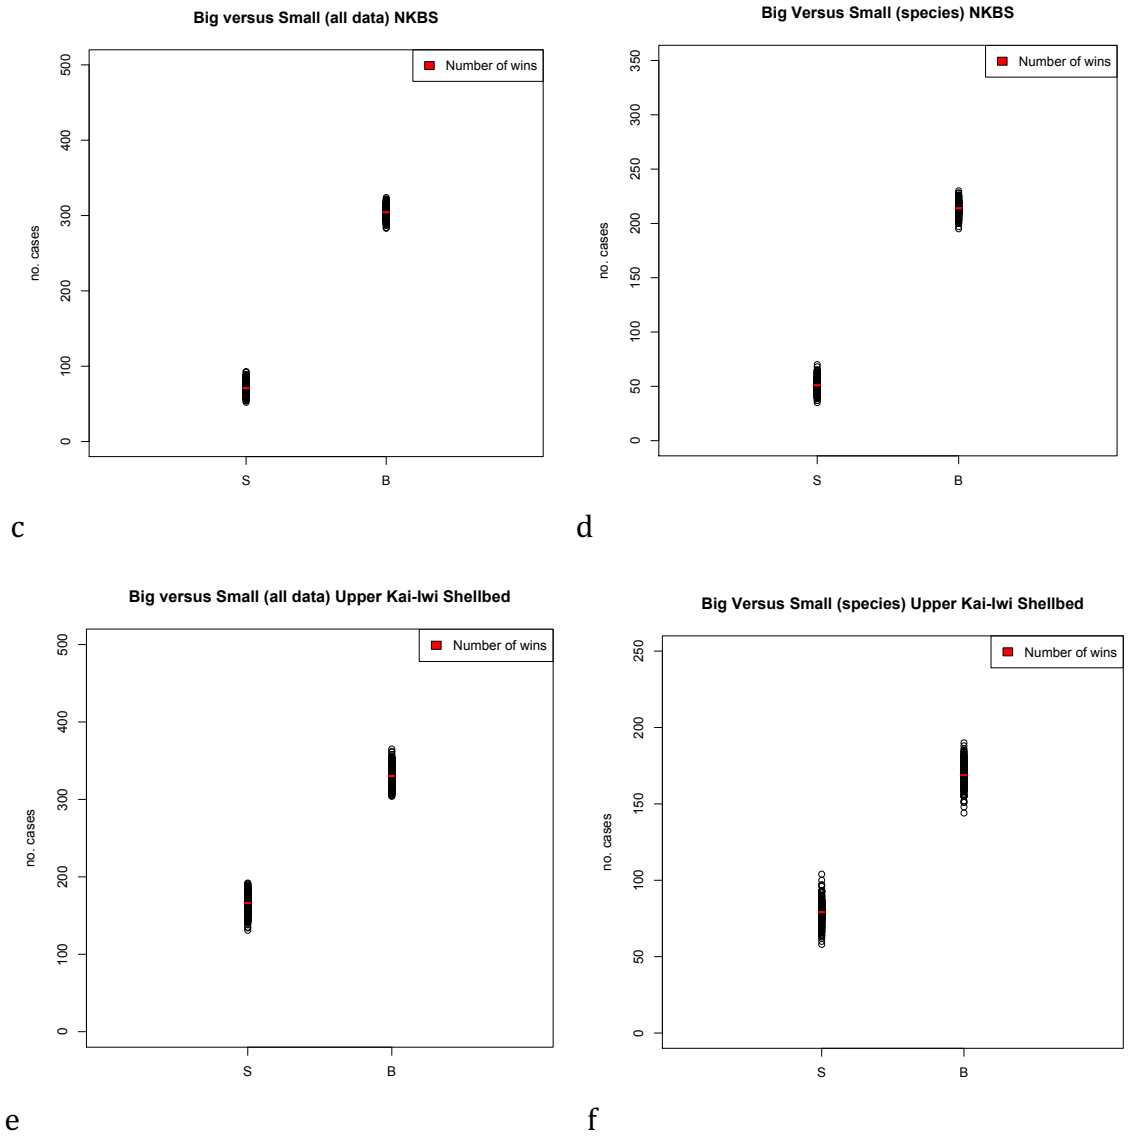 Big versus Small (all data) NKBS
Number of wins
no. cases
500
400
300
200
100
0
S B
c
Big Versus Small (species) NKBS
Number of wins
no. cases
350
300
250
200
150
100
50
0
S B
d
Big versus Small (all data) Upper Kai-Iwi Shellbed
Number of wins
no. cases
500
400
300
200
100
0
S B
e
Big Versus Small (species) Upper Kai-Iwi Shellbed
Number of wins
no. cases
250
200
150
100
50
0
S B
f